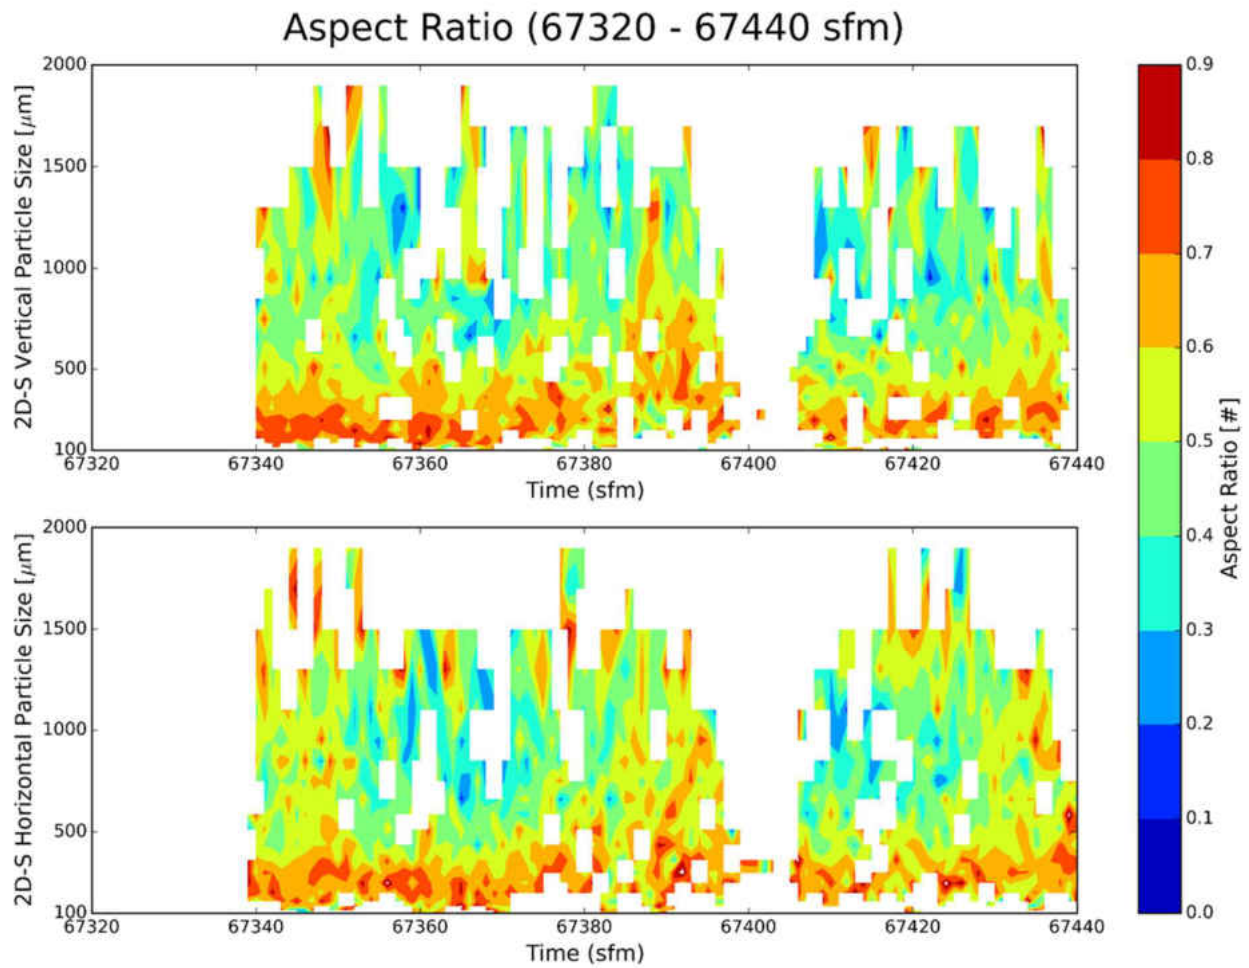 Aspect Ratio (67320 - 67440 sfm)
2D-S Vertical Particle Size [μm]
2000
1500
1000
500
100
67320 67340 67360 67380 67400 67420 67440
Time (sfm)
2D-S Horizontal Particle Size [μm]
2000
1500
1000
500
100
67320 67340 67360 67380 67400 67420 67440
Time (sfm)
0.9
0.8
0.7
0.6
0.5
0.4
0.3
0.2
0.1
0.0
Aspect Ratio [#]